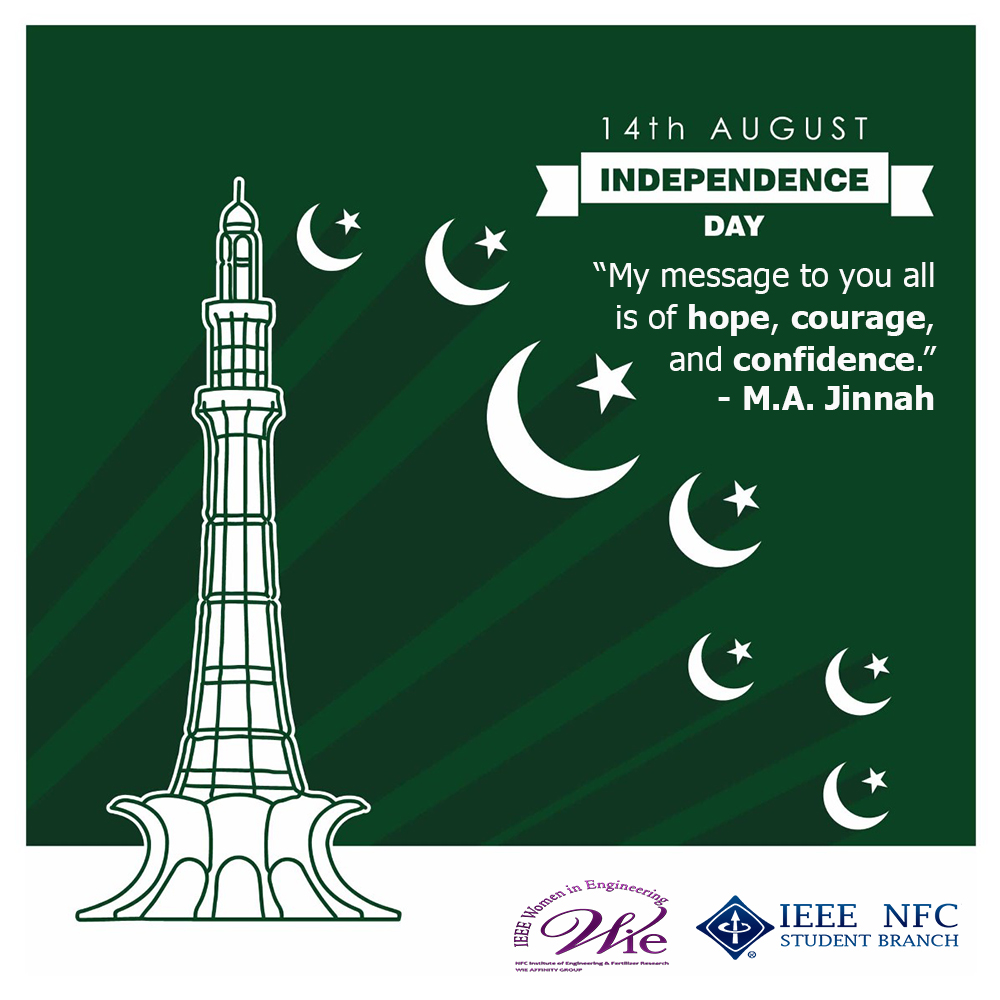 14th AUGUST
INDEPENDENCE
DAY
“My message to you all
is of hope, courage,
and confidence.”
- M.A. Jinnah
IEEE Women in Engineering
Wie
NFC Institute of Engineering & Fertilizer Research
WIE AFFINITY GROUP
IEEE NFC
STUDENT BRANCH
®